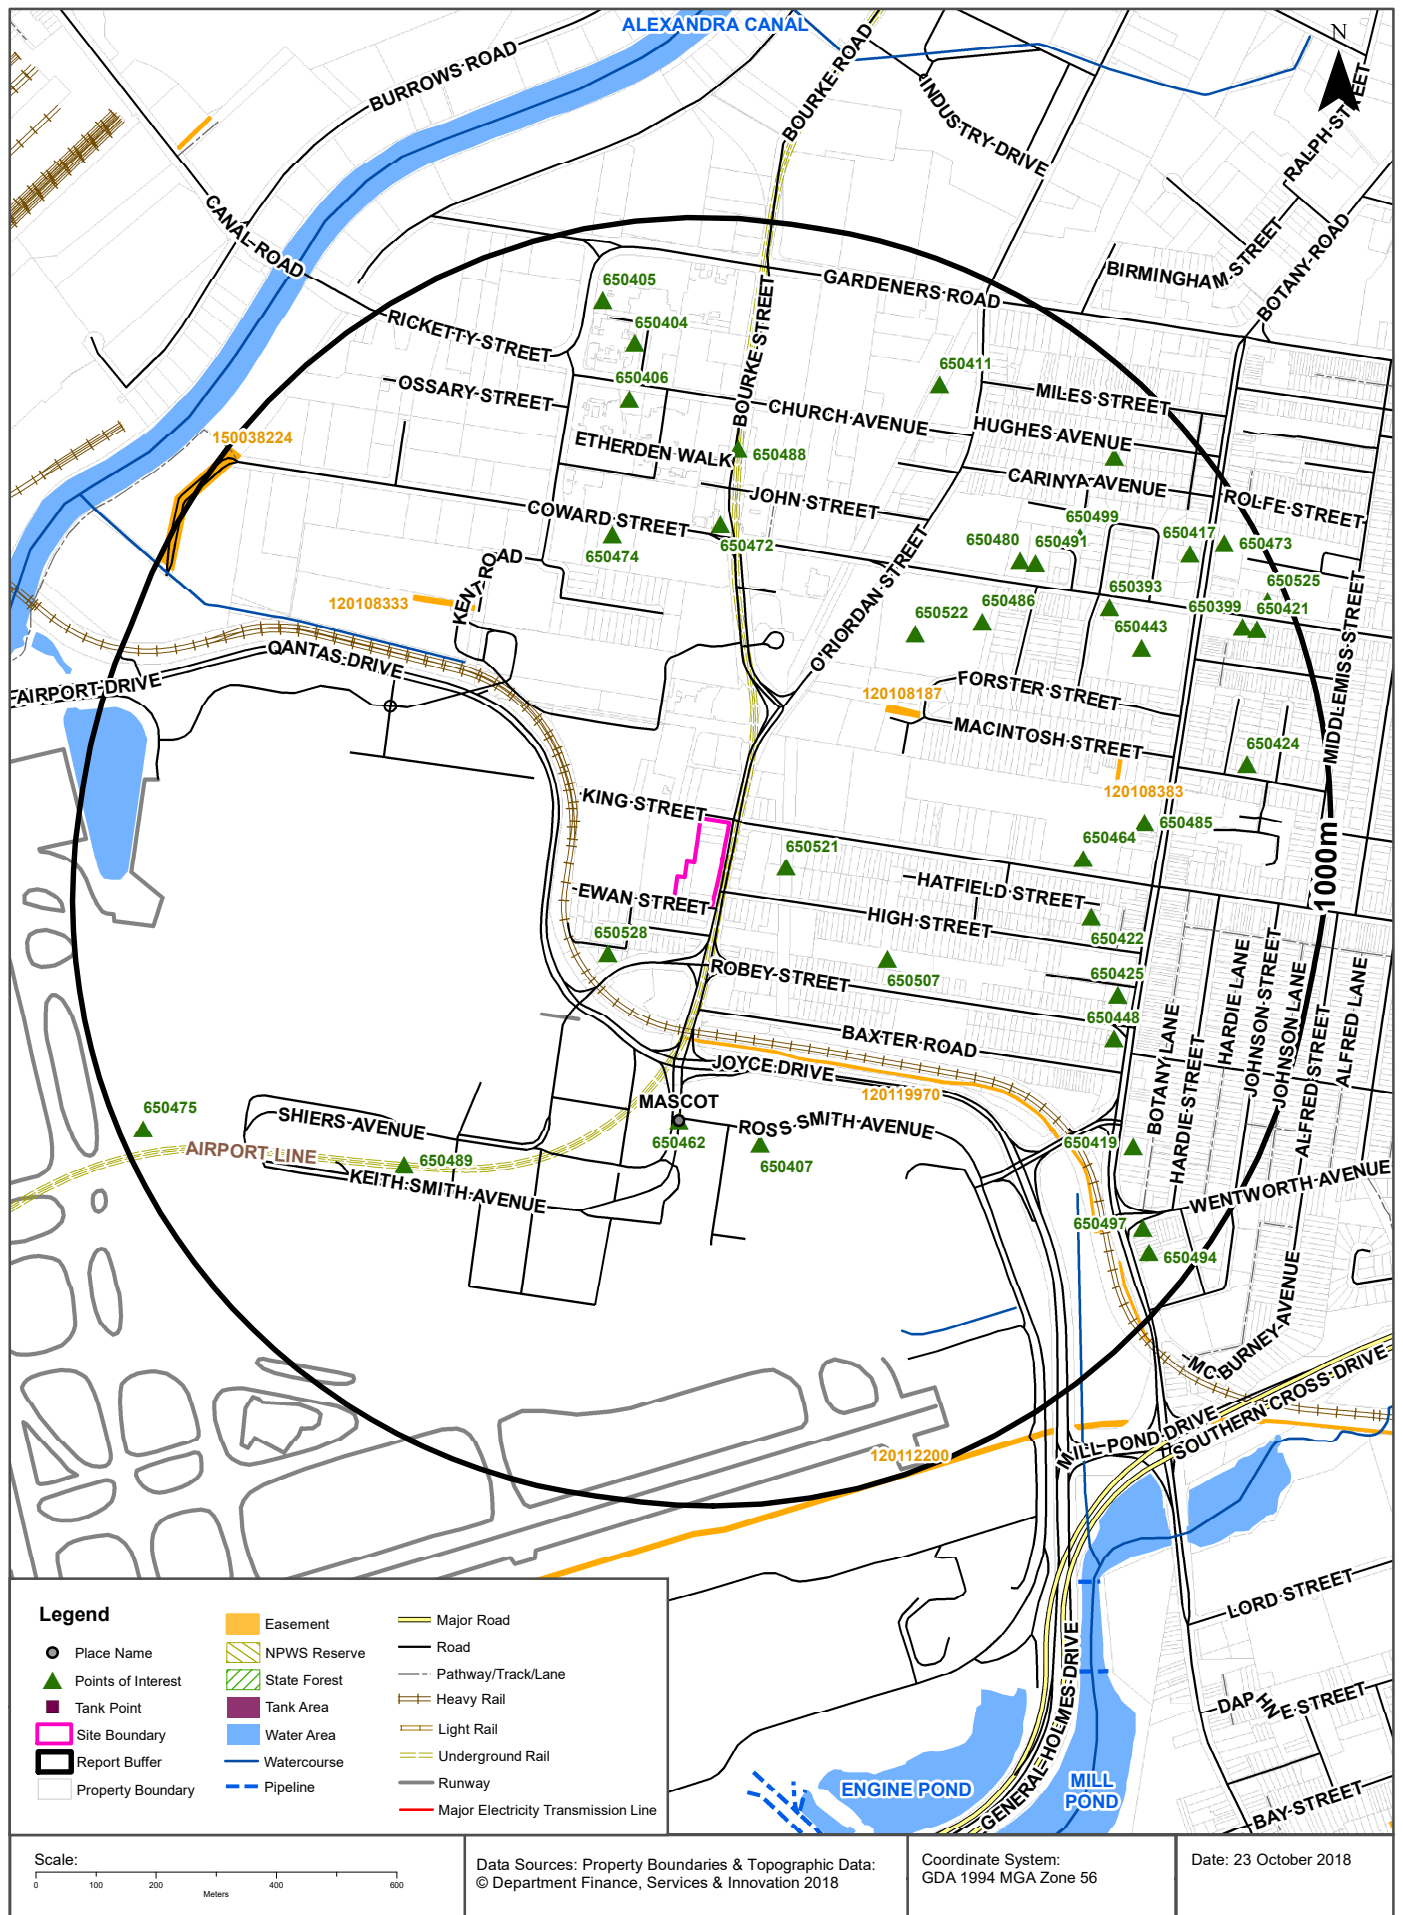 ALEXANDRA CANAL
N
BURROWS ROAD
BOURKE ROAD
INDUSTRY DRIVE
RALPH STREET
CANAL ROAD
BIRMINGHAM STREET
BOTANY ROAD
650405
GARDENERS ROAD
650404
RICKETTY STREET
BOURKE STREET
650411
650406
OSSARY STREET
MILES STREET
CHURCH AVENUE
HUGHES AVENUE
150038224
ETHERDEN WALK
650488
CARINYA AVENUE
JOHN STREET
ROLFE STREET
COWARD STREET
650499
650480
650491
650417
650473
650474
650472
KENT ROAD
O'RIORDAN STREET
650525
120108333
650522
650486
650393
650399
650421
650443
MIDDLEMISS STREET
QANTAS DRIVE
AIRPORT DRIVE
FORSTER STREET
120108187
MACINTOSH STREET
650424
120108383
KING STREET
650485
650464
650521
1000m
EWAN STREET
HATFIELD STREET
HIGH STREET
650422
650528
ROBEY STREET
650507
650425
650448
BAXTER ROAD
BOTANY LANE
HARDIE STREET
HARDIE LANE
JOHNSON STREET
JOHNSON LANE
ALFRED STREET
ALFRED LANE
JOYCE DRIVE
120119970
MASCOT
650475
SHIERS AVENUE
650462
ROSS SMITH AVENUE
650419
AIRPORT LINE
650489
650407
KEITH SMITH AVENUE
WENTWORTH AVENUE
650497
650494
MCBURNEY AVENUE
120112200
MILL POND DRIVE
SOUTHERN CROSS DRIVE
LORD STREET
DAPHNE STREET
GENERAL HOLMES DRIVE
ENGINE POND
MILL
POND
BAY STREET
Legend
Place Name
Points of Interest
Tank Point
Site Boundary
Report Buffer
Property Boundary
Easement
NPWS Reserve
State Forest
Tank Area
Water Area
Watercourse
Pipeline
Major Road
Road
Pathway/Track/Lane
Heavy Rail
Light Rail
Underground Rail
Runway
Major Electricity Transmission Line
Scale:
0 100 200 400 600
Meters
Data Sources: Property Boundaries & Topographic Data:
© Department Finance, Services & Innovation 2018
Coordinate System:
GDA 1994 MGA Zone 56
Date: 23 October 2018